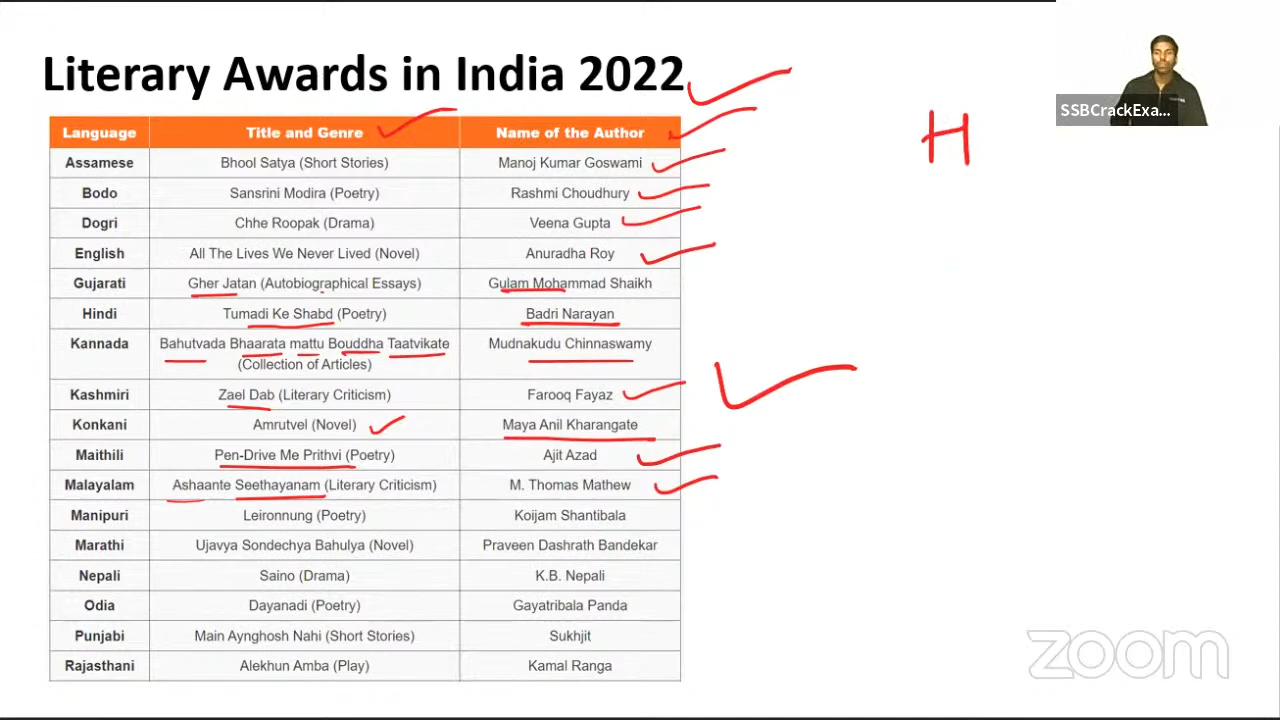 Literary Awards in India 2022
SSBCrackExa...
H
Language Title and Genre Name of the Author
Assamese Bhool Satya (Short Stories) Manoj Kumar Goswami
Bodo Sansrini Modira (Poetry) Rashmi Choudhury
Dogri Chhe Roopak (Drama) Veena Gupta
English All The Lives We Never Lived (Novel) Anuradha Roy
Gujarati Gher Jatan (Autobiographical Essays) Gulam Mohammad Shaikh
Hindi Tumadi Ke Shabd (Poetry) Badri Narayan
Kannada Bahutvada Bhaarata mattu Bouddha Taatvikate Mudnakudu Chinnaswamy
(Collection of Articles)
Kashmiri Zael Dab (Literary Criticism) Farooq Fayaz
Konkani Amrutvel (Novel) Maya Anil Kharangate
Maithili Pen-Drive Me Prithvi (Poetry) Ajit Azad
Malayalam Ashaante Seethayanam (Literary Criticism) M. Thomas Mathew
Manipuri Leironnung (Poetry) Koijam Shantibala
Marathi Ujavya Sondechya Bahulya (Novel) Praveen Dashrath Bandekar
Nepali Saino (Drama) K.B. Nepali
Odia Dayanadi (Poetry) Gayatribala Panda
Punjabi Main Aynghosh Nahi (Short Stories) Sukhjit
Rajasthani Alekhun Amba (Play) Kamal Ranga
zoom